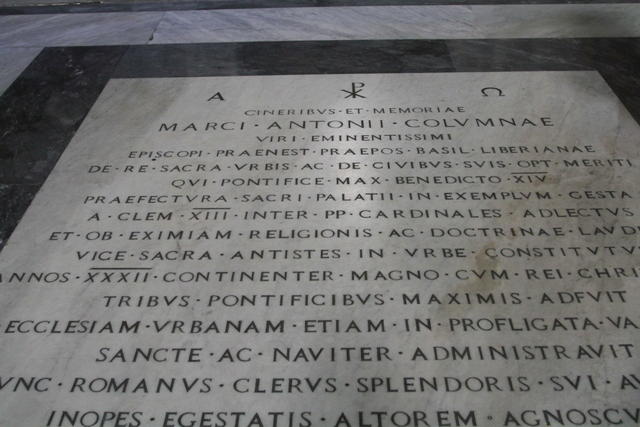 Α ☧ Ω
CINERIBVS·ET·MEMORIAE
MARCI·ANTONII·COLVMNAE
VIRI·EMINENTISSIMI
EPISCOPI·PRAENEST·PRAEPOS·BASIL·LIBERIANAE
DE·RE·SACRA·VRBIS·AC·DE·CIVIBVS·SVIS·OPT·MERITI
QVI·PONTIFICE·MAX·BENEDICTO·XIV
PRAEFECTVRA·SACRI·PALATII·IN·EXEMPLVM·GESTA
A·CLEM·XIII·INTER·PP·CARDINALES·ADLECTVS
ET·OB·EXIMIAM·RELIGIONIS·AC·DOCTRINAE·LAVD
VICE·SACRA·ANTISTES·IN·VRBE·CONSTITVTV
ANNOS·XXXII·CONTINENTER·MAGNO·CVM·REI·CHRI
TRIBVS·PONTIFICIBVS·MAXIMIS·ADFVIT
ECCLESIAM·VRBANAM·ETIAM·IN·PROFLIGATA·VA
SANCTE·AC·NAVITER·ADMINISTRAVIT
VNC·ROMANVS·CLERVS·SPLENDORIS·SVI·AV
INOPES·EGESTATIS·ALTOREM·AGNOSCV